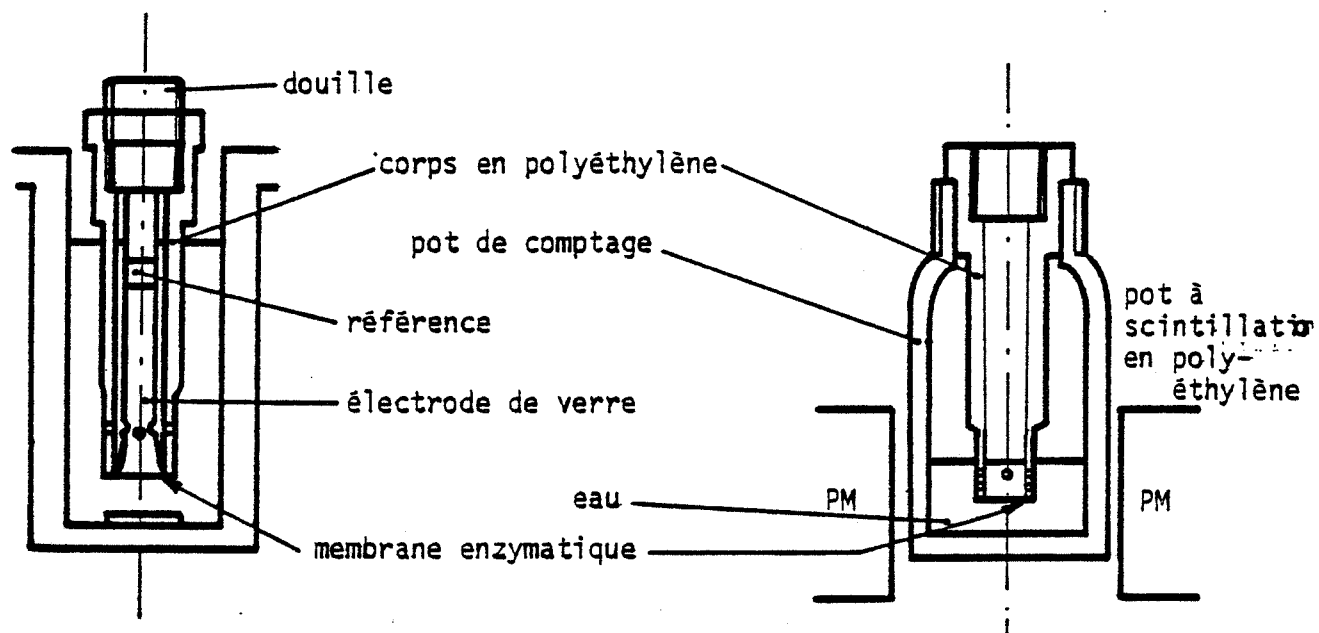 douille
corps en polyéthylène
pot de comptage
référence
électrode de verre
eau
membrane enzymatique
PM
PM
pot à
scintillation
en poly-
éthylène